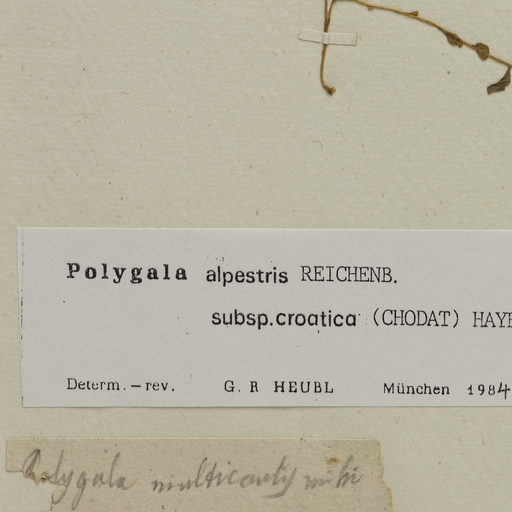 Polygala alpestris REICHENB.
subsp.croatica (CHODAT) HAYE
Determ. – rev. G. R HEUBL München 1984
Polygala multicaulis mihi